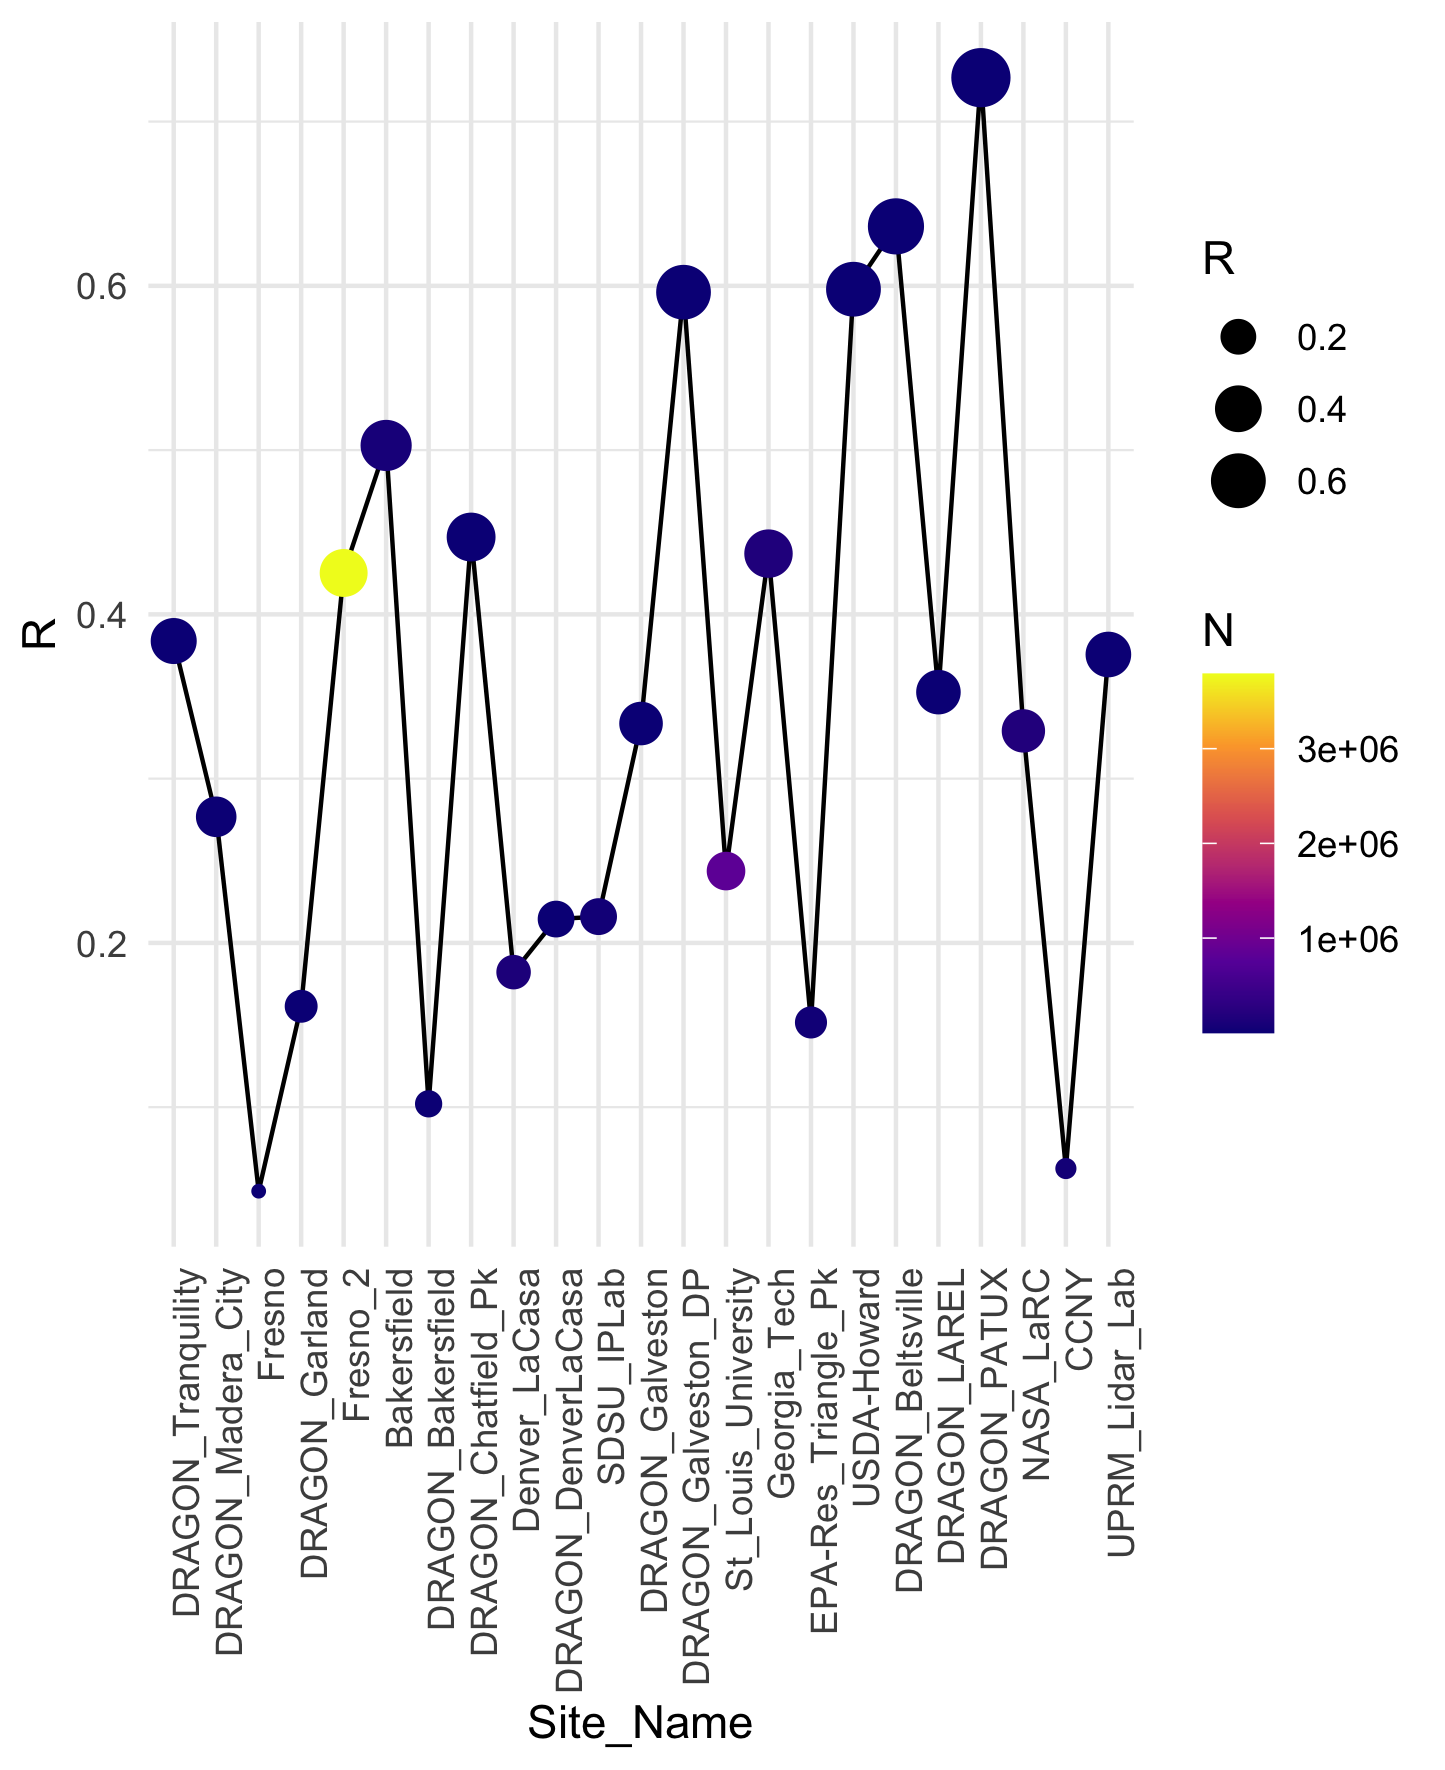 R
0.6
0.4
0.2
DRAGON_Tranquility
DRAGON_Madera_City
Fresno
DRAGON_Garland
Fresno_2
Bakersfield
DRAGON_Bakersfield
DRAGON_Chatfield_Pk
Denver_LaCasa
DRAGON_DenverLaCasa
SDSU_IPLab
DRAGON_Galveston
DRAGON_Galveston_DP
St_Louis_University
Georgia_Tech
EPA-Res_Triangle_Pk
USDA-Howard
DRAGON_Beltsville
DRAGON_LAREL
DRAGON_PATUX
NASA_LaRC
CCNY
UPRM_Lidar_Lab
Site_Name
R
0.2
0.4
0.6
N
3e+06
2e+06
1e+06